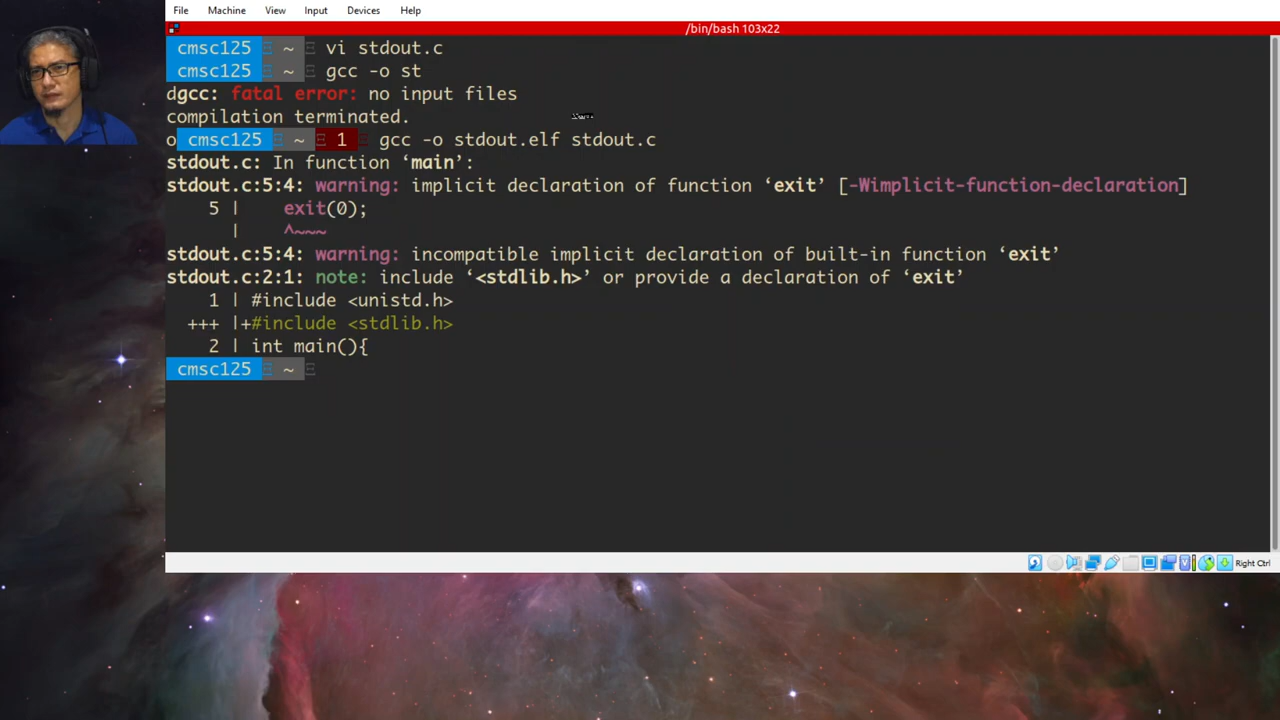 File Machine View Input Devices Help
/bin/bash 103x22
cmsc125 ~ vi stdout.c
cmsc125 ~ gcc -o st
dgcc: fatal error: no input files
compilation terminated.
o cmsc125 ~ 1 gcc -o stdout.elf stdout.c
stdout.c: In function ‘main’:
stdout.c:5:4: warning: implicit declaration of function ‘exit’ [-Wimplicit-function-declaration]
5 | exit(0);
| ^~~~
stdout.c:5:4: warning: incompatible implicit declaration of built-in function ‘exit’
stdout.c:2:1: note: include ‘<stdlib.h>’ or provide a declaration of ‘exit’
1 | #include <unistd.h>
+++ |+#include <stdlib.h>
2 | int main(){
cmsc125 ~
Right Ctrl